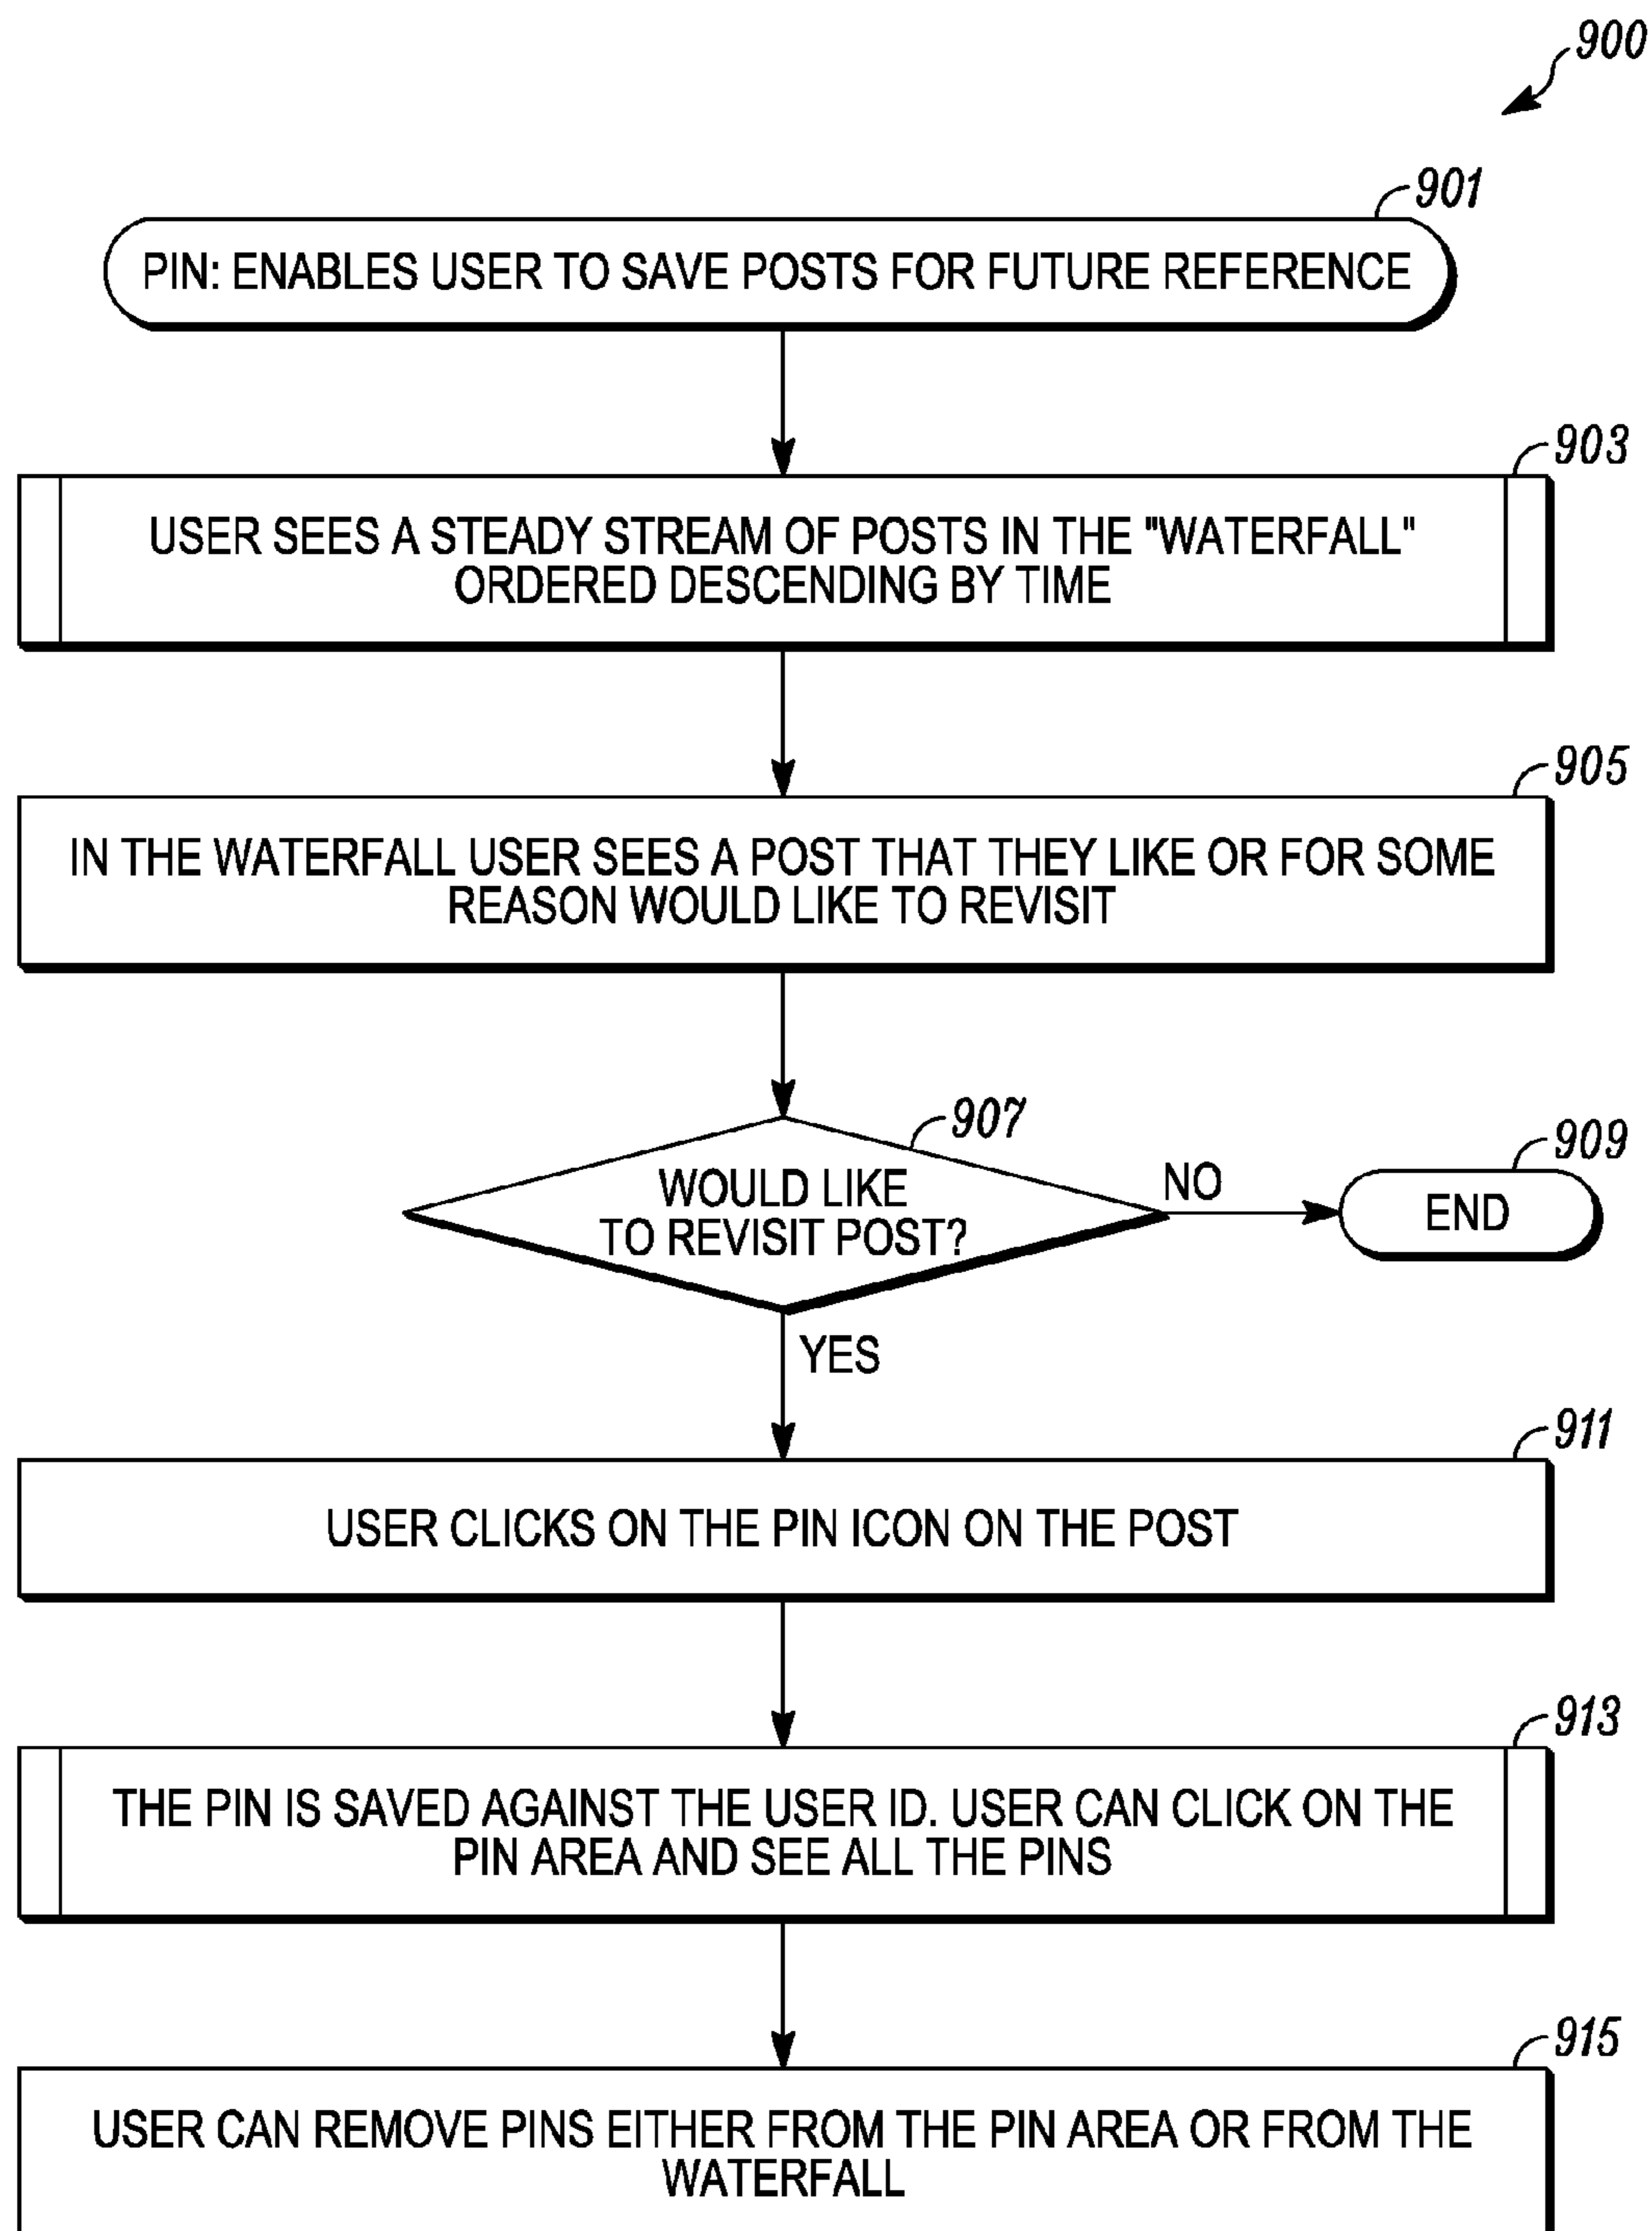 900
901
PIN: ENABLES USER TO SAVE POSTS FOR FUTURE REFERENCE
903
USER SEES A STEADY STREAM OF POSTS IN THE "WATERFALL"
ORDERED DESCENDING BY TIME
905
IN THE WATERFALL USER SEES A POST THAT THEY LIKE OR FOR SOME
REASON WOULD LIKE TO REVISIT
907
WOULD LIKE
TO REVISIT POST?
NO
909
END
YES
911
USER CLICKS ON THE PIN ICON ON THE POST
913
THE PIN IS SAVED AGAINST THE USER ID. USER CAN CLICK ON THE
PIN AREA AND SEE ALL THE PINS
915
USER CAN REMOVE PINS EITHER FROM THE PIN AREA OR FROM THE
WATERFALL